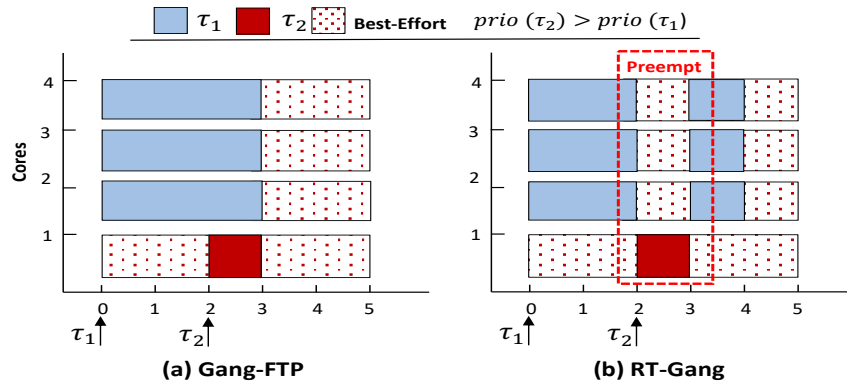 τ₁ τ₂ Best-Effort prio (τ₂) > prio (τ₁)
Preempt
Cores
4
3
2
1
0 1 2 3 4 5
τ₁ τ₂
(a) Gang-FTP
4
3
2
1
0 1 2 3 4 5
τ₁ τ₂
(b) RT-Gang